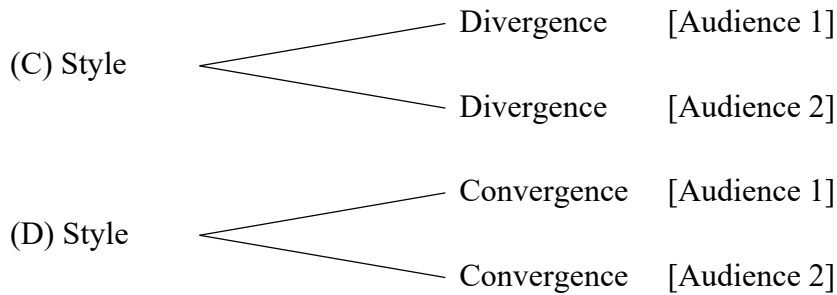 Divergence [Audience 1]
(C) Style
Divergence [Audience 2]
Convergence [Audience 1]
(D) Style
Convergence [Audience 2]